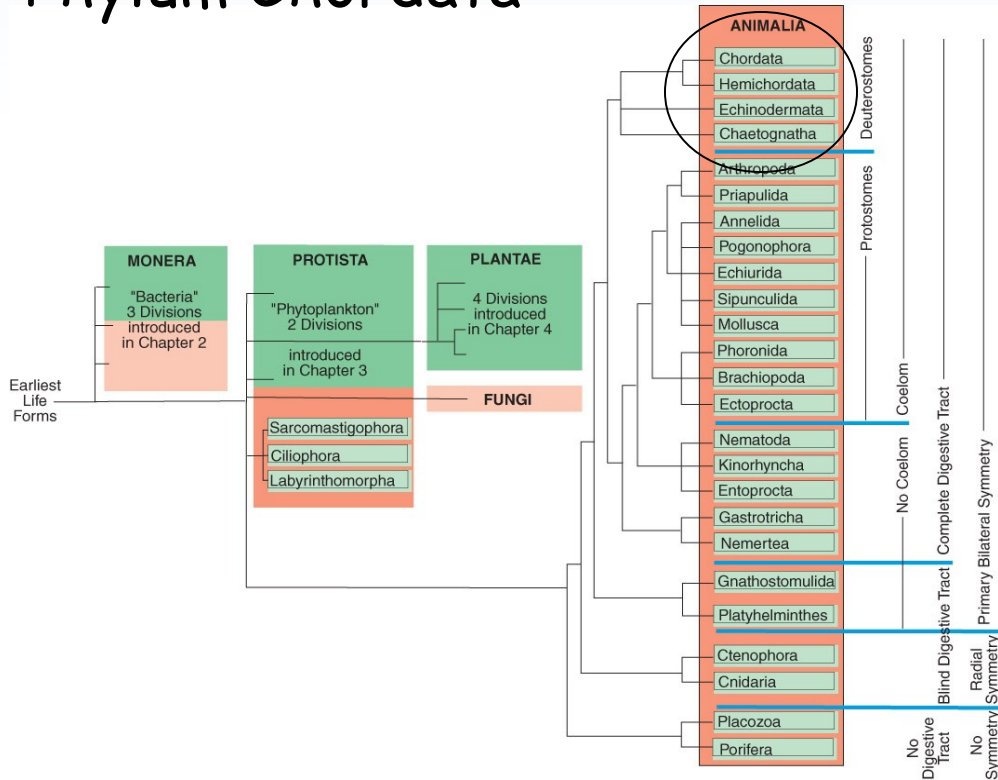 Phylum Chordata
ANIMALIA
Chordata
Hemichordata
Echinodermata
Chaetognatha
Arthropoda
Priapulida
Annelida
Pogonophora
Echiurida
Sipunculida
Mollusca
Phoronida
Brachiopoda
Ectoprocta
Nematoda
Kinorhyncha
Entoprocta
Gastrotricha
Nemertea
Gnathostomulida
Platyhelminthes
Ctenophora
Cnidaria
Placozoa
Porifera
MONERA
"Bacteria"
3 Divisions
introduced
in Chapter 2
PROTISTA
"Phytoplankton"
2 Divisions
introduced
in Chapter 3
Sarcomastigophora
Ciliophora
Labyrinthomorpha
PLANTAE
4 Divisions
introduced
in Chapter 4
FUNGI
Earliest
Life
Forms
Deuterostomes
Protostomes
Coelom
No Coelom
Complete Digestive Tract
Blind Digestive Tract
No
Digestive
Tract
Primary Bilateral Symmetry
Radial
Symmetry
No
Symmetry